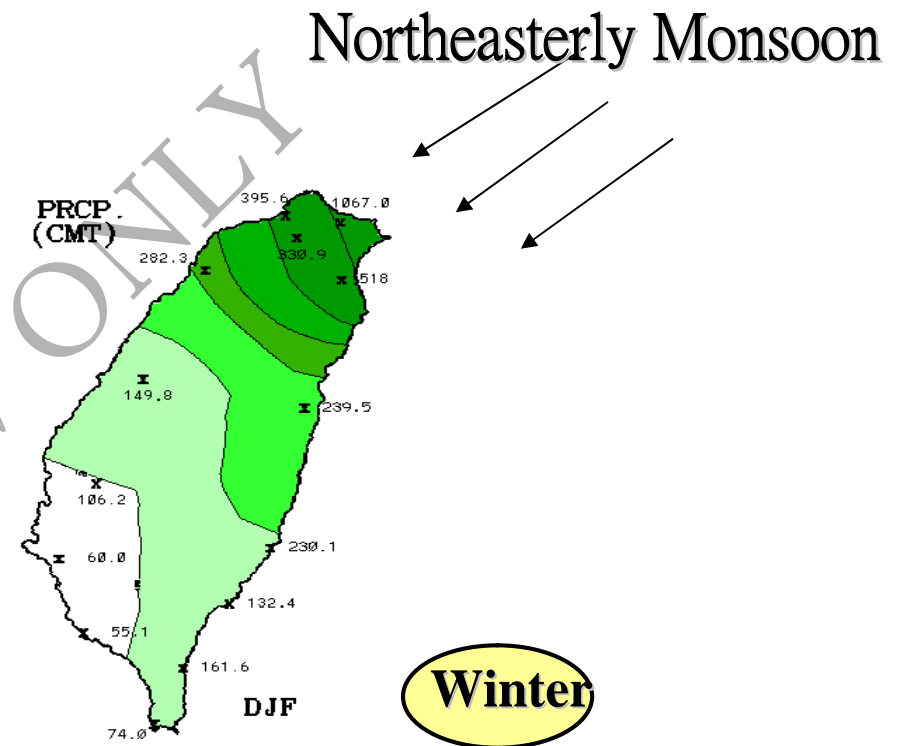 Northeasterly Monsoon
ONLY
PRCP.
(CMT)
395.6
1067.0
330.9
282.3
518
149.8
239.5
106.2
60.0
230.1
132.4
55.1
161.6
74.0
DJF
Winter